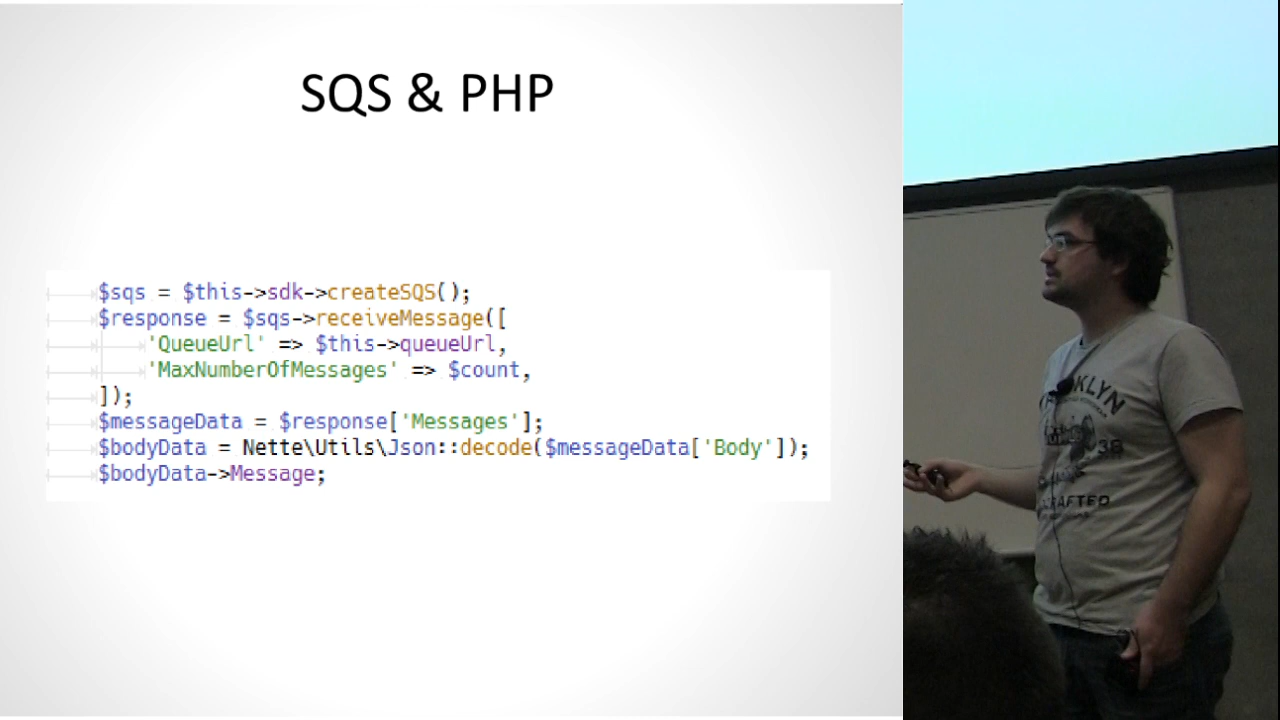 SQS & PHP
$sqs = $this->sdk->createSQS();
$response = $sqs->receiveMessage([
'QueueUrl' => $this->queueUrl,
'MaxNumberOfMessages' => $count,
]);
$messageData = $response['Messages'];
$bodyData = Nette\Utils\Json::decode($messageData['Body']);
$bodyData->Message;
38